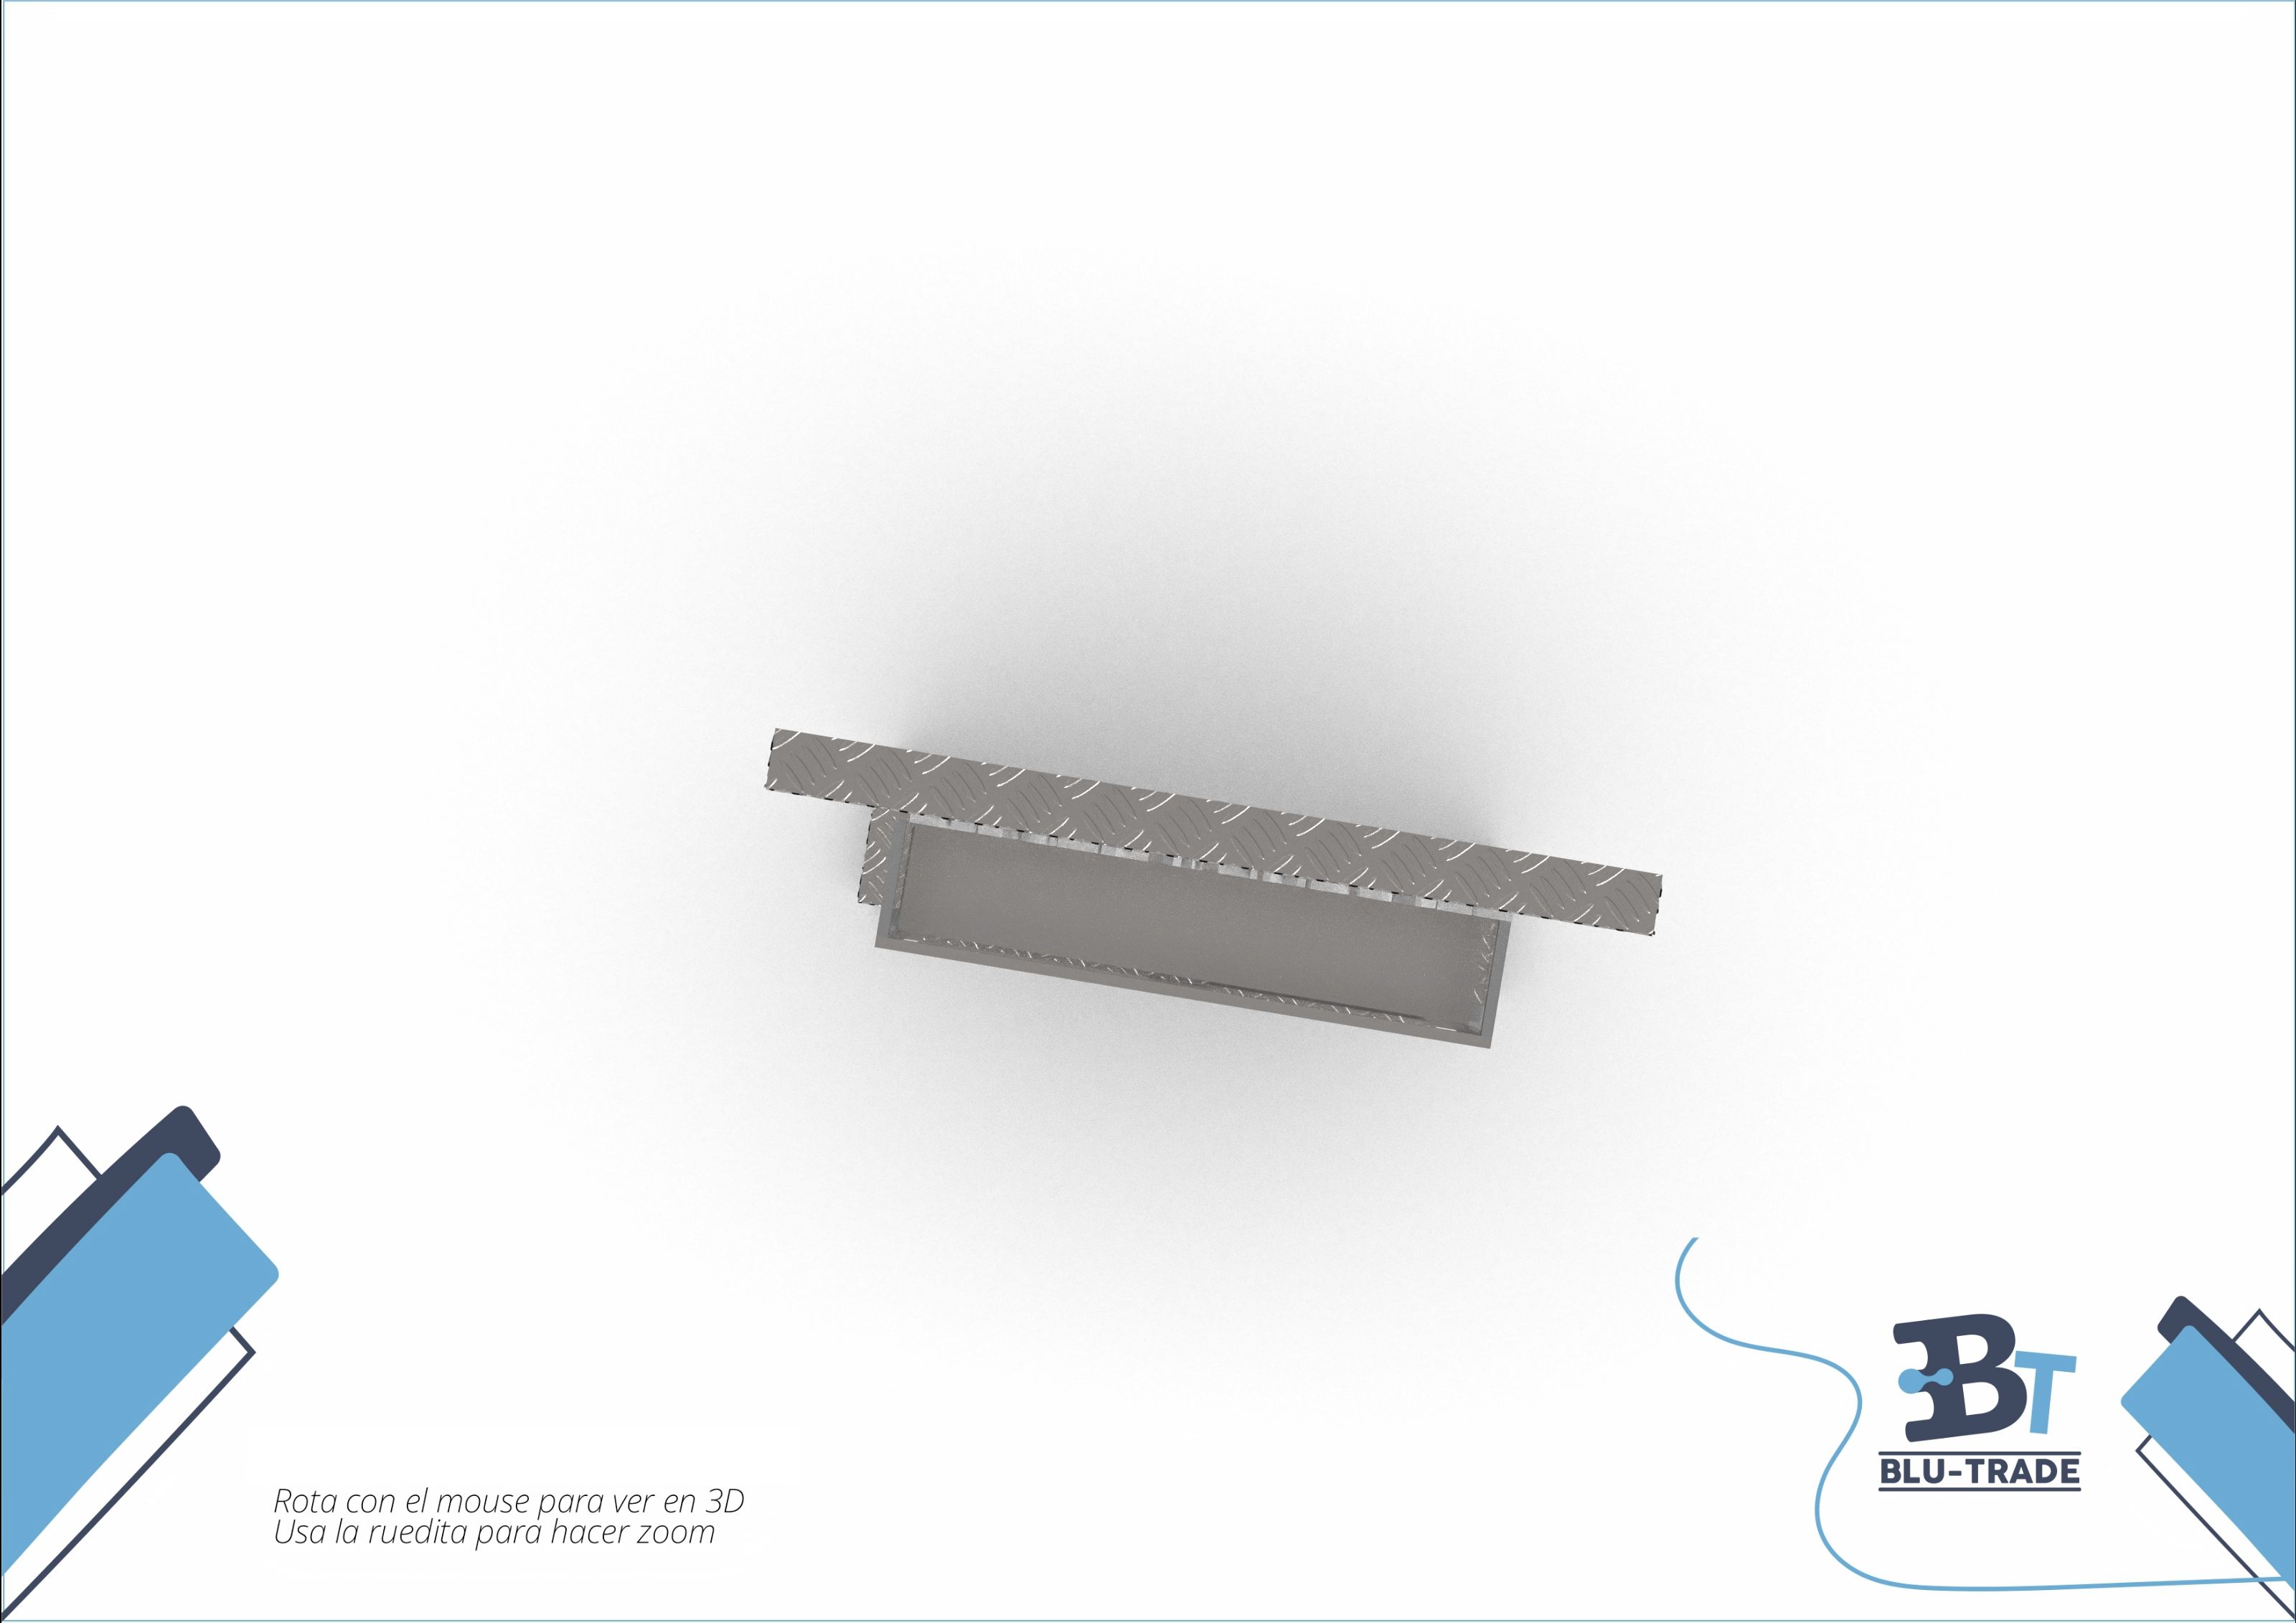 Rota con el mouse para ver en 3D
Usa la ruedita para hacer zoom
BT
BLU-TRADE